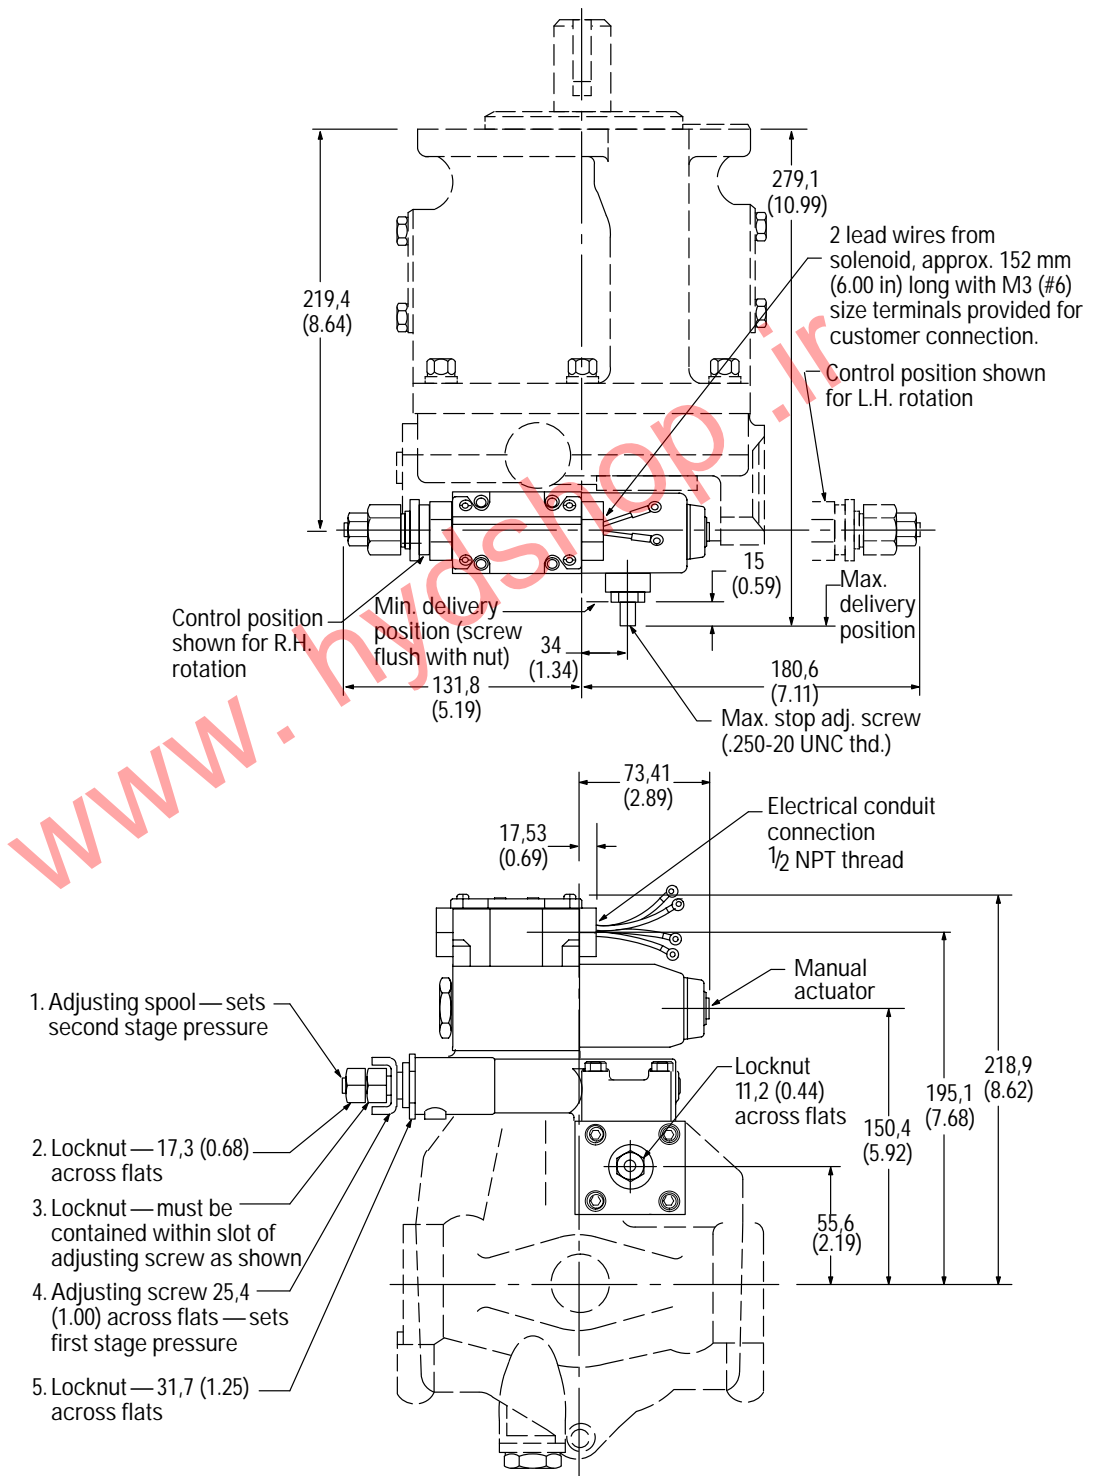 279,1
(10.99)
2 lead wires from
solenoid, approx. 152 mm
(6.00 in) long with M3 (#6)
size terminals provided for
customer connection.
219,4
(8.64)
Control position shown
for L.H. rotation
15
(0.59)
Max.
delivery
position
Control position
shown for R.H.
rotation
Min. delivery
position (screw
flush with nut)
34
(1.34)
131,8
(5.19)
180,6
(7.11)
Max. stop adj. screw
(.250-20 UNC thd.)
www. hydshop .ir
73,41
(2.89)
17,53
(0.69)
Electrical conduit
connection
1/2 NPT thread
Manual
actuator
1. Adjusting spool — sets
second stage pressure
Locknut
11,2 (0.44)
across flats
218,9
(8.62)
195,1
(7.68)
150,4
(5.92)
55,6
(2.19)
2. Locknut — 17,3 (0.68)
across flats
3. Locknut — must be
contained within slot of
adjusting screw as shown
4. Adjusting screw 25,4
(1.00) across flats — sets
first stage pressure
5. Locknut — 31,7 (1.25)
across flats